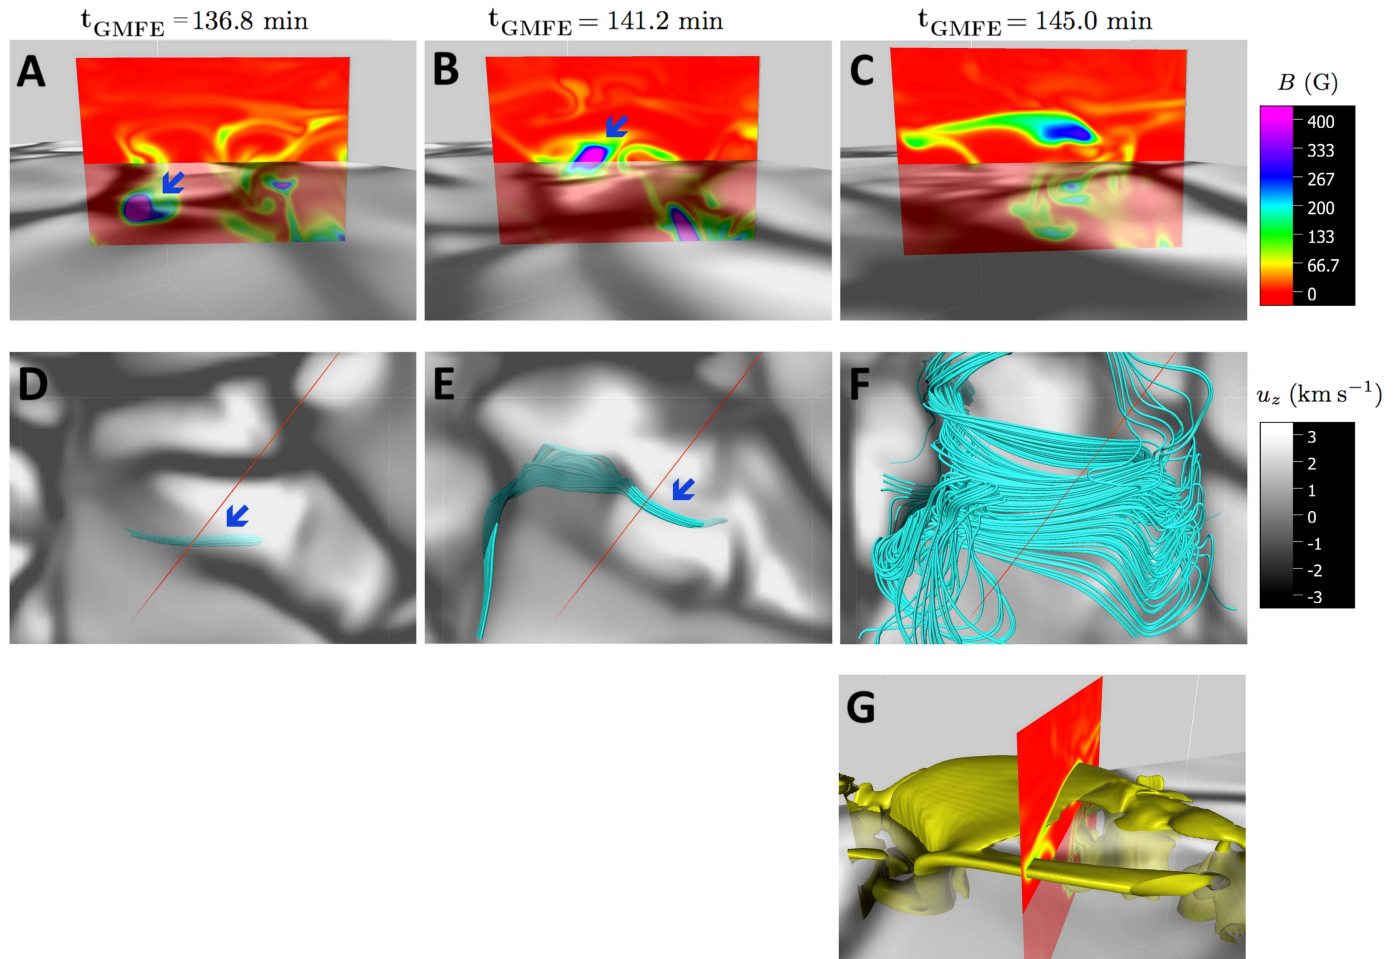 t_GMFE = 136.8 min
t_GMFE = 141.2 min
t_GMFE = 145.0 min
A
B
C
B (G)
400
333
267
200
133
66.7
0
D
E
F
u_z (km s⁻¹)
3
2
1
0
-1
-2
-3
G